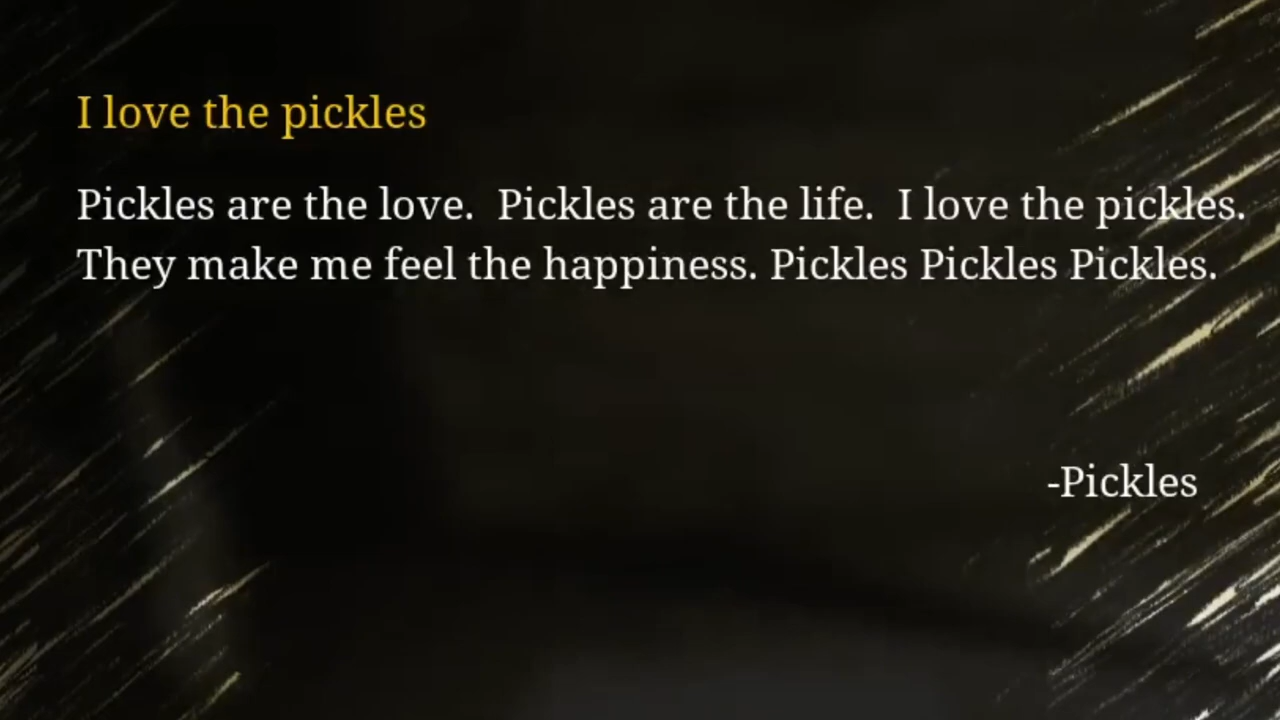 I love the pickles
Pickles are the love.  Pickles are the life.  I love the pickles.
They make me feel the happiness. Pickles Pickles Pickles.
-Pickles